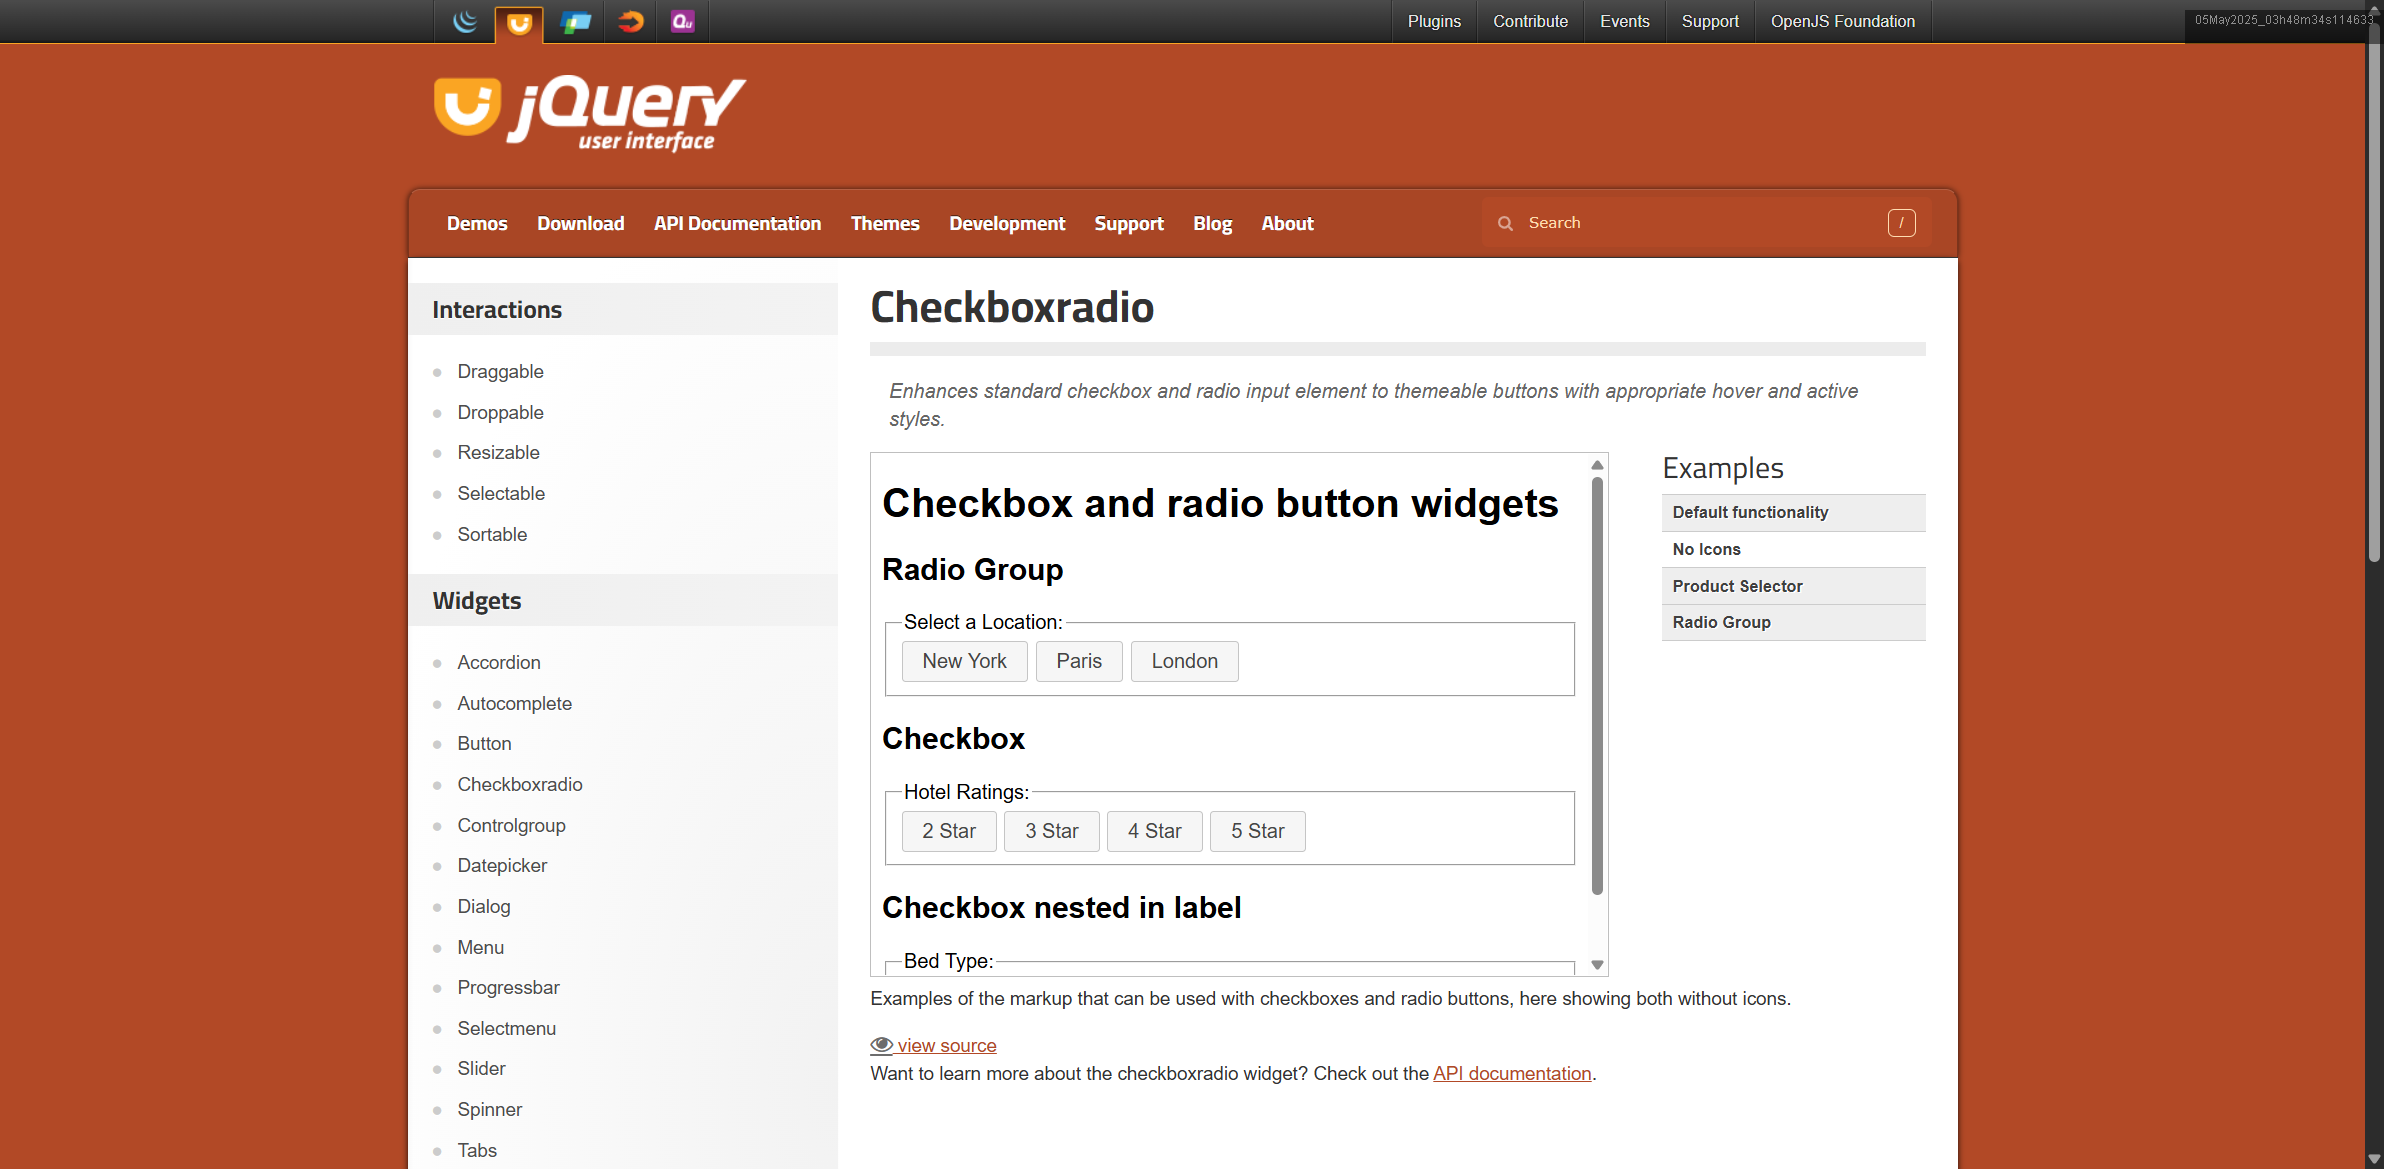 Plugins
Contribute
Events
Support
OpenJS Foundation
05May2025_03h48m34s114633
jQuery
user interface
Demos
Download
API Documentation
Themes
Development
Support
Blog
About
Search
/
Interactions
Draggable
Droppable
Resizable
Selectable
Sortable
Widgets
Accordion
Autocomplete
Button
Checkboxradio
Controlgroup
Datepicker
Dialog
Menu
Progressbar
Selectmenu
Slider
Spinner
Tabs
Checkboxradio
Enhances standard checkbox and radio input element to themeable buttons with appropriate hover and active
styles.
Checkbox and radio button widgets
Radio Group
Select a Location:
New York
Paris
London
Checkbox
Hotel Ratings:
2 Star
3 Star
4 Star
5 Star
Checkbox nested in label
Bed Type:
Examples
Default functionality
No Icons
Product Selector
Radio Group
Examples of the markup that can be used with checkboxes and radio buttons, here showing both without icons.
view source
Want to learn more about the checkboxradio widget? Check out the API documentation.